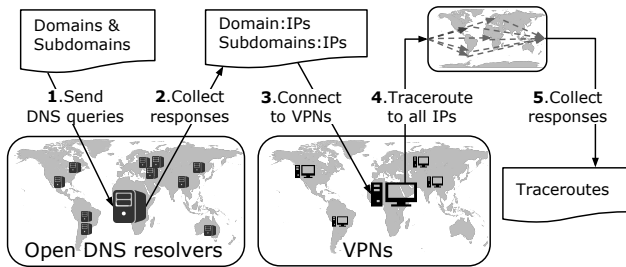 Domains &
Subdomains
Domain:IPs
Subdomains:IPs
1.Send
DNS queries
2.Collect
responses
3.Connect
to VPNs
4.Traceroute
to all IPs
5.Collect
responses
Traceroutes
Open DNS resolvers
VPNs